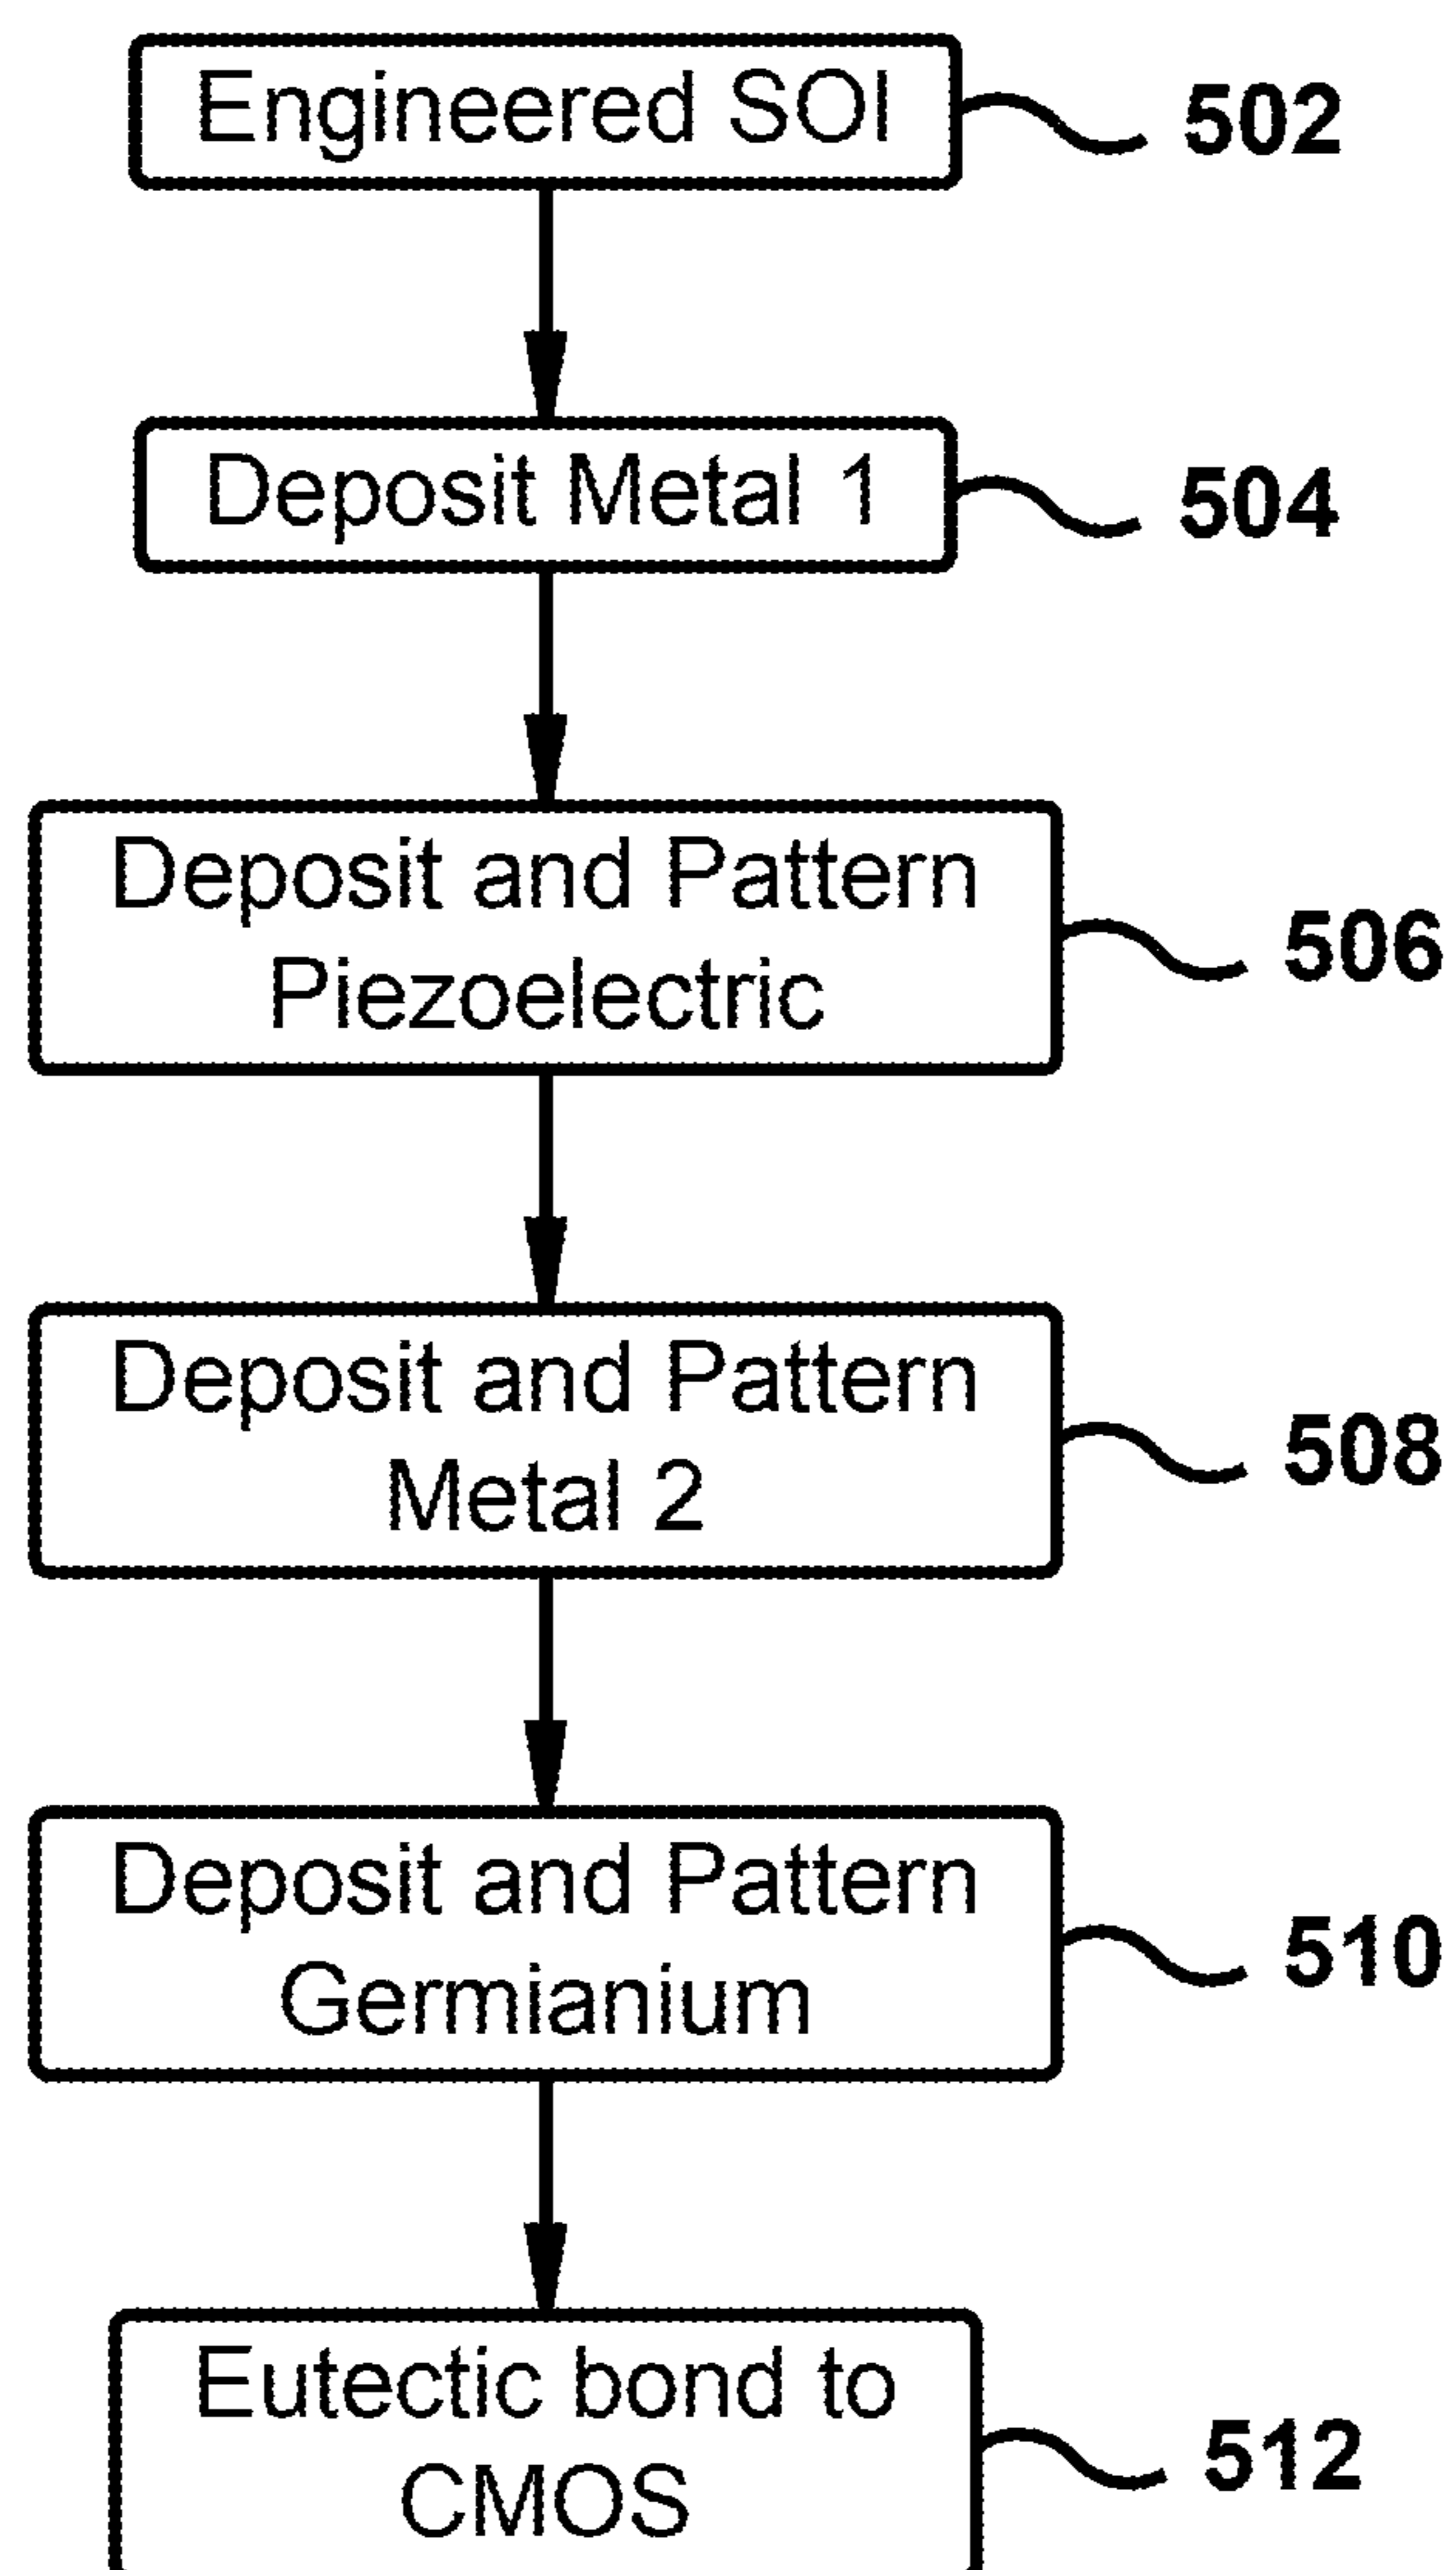 Engineered SOI
502
Deposit Metal 1
504
Deposit and Pattern
Piezoelectric
506
Deposit and Pattern
Metal 2
508
Deposit and Pattern
Germianium
510
Eutectic bond to
CMOS
512